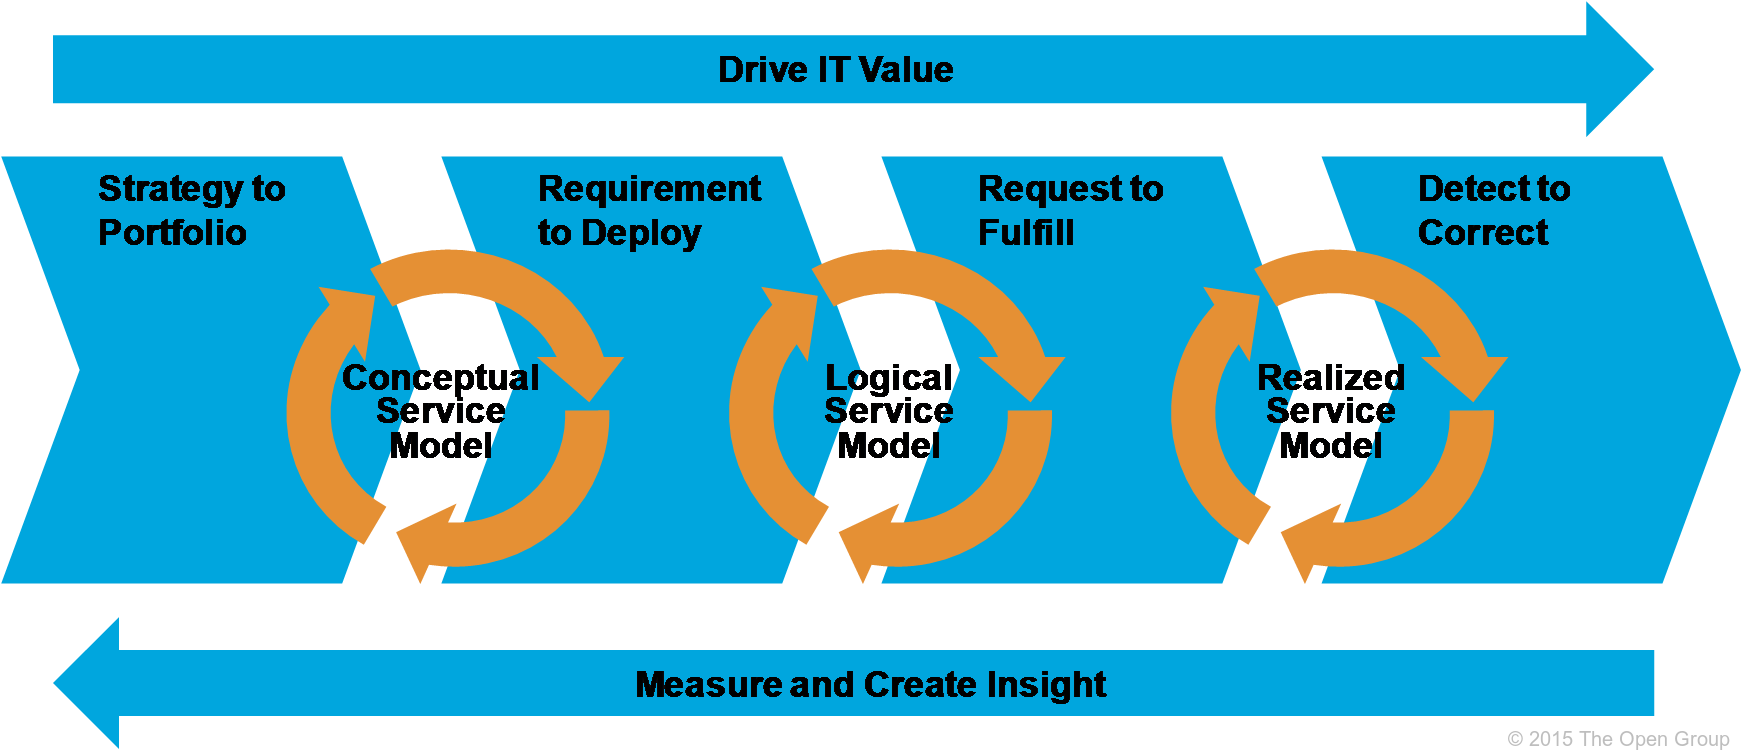 Drive IT Value
Strategy to
Portfolio
Requirement
to Deploy
Request to
Fulfill
Detect to
Correct
Conceptual
Service
Model
Logical
Service
Model
Realized
Service
Model
Measure and Create Insight
© 2015 The Open Group